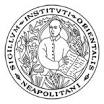 SIGILLVM · INSTITVTI · ORIENTALIS
· NEAPOLITANI ·